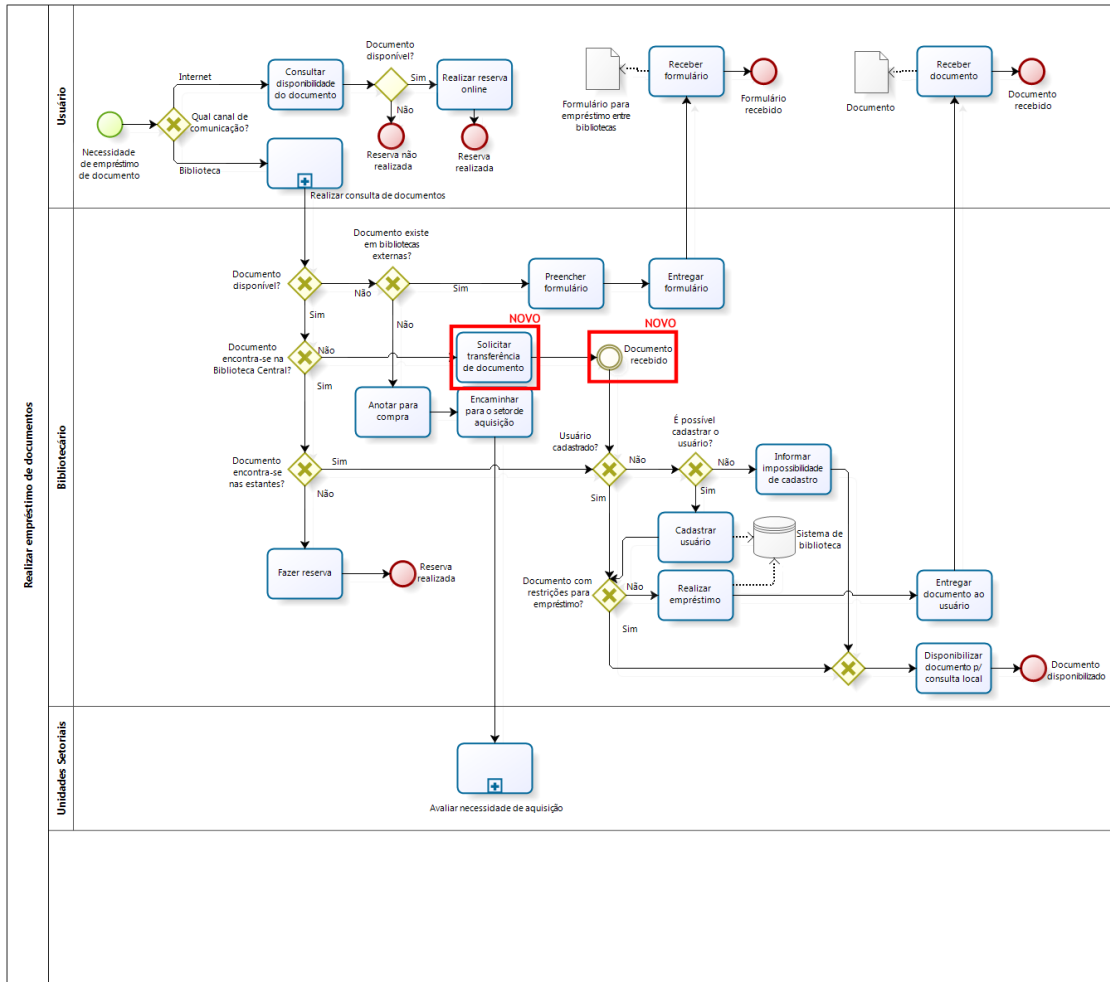 Realizar empréstimo de documentos
Usuário
Necessidade
de empréstimo
de documento
Qual canal de
comunicação?
Internet
Biblioteca
Consultar
disponibilidade
do documento
Documento
disponível?
Sim
Não
Realizar reserva
online
Reserva não
realizada
Reserva
realizada
Realizar consulta de documentos
Formulário para
empréstimo entre
bibliotecas
Receber
formulário
Formulário
recebido
Documento
Receber
documento
Documento
recebido
Bibliotecário
Documento
disponível?
Não
Sim
Documento existe
em bibliotecas
externas?
Sim
Não
Preencher
formulário
Entregar
formulário
Documento
encontra-se na
Biblioteca Central?
Não
Sim
NOVO
Solicitar
transferência
de documento
NOVO
Documento
recebido
Anotar para
compra
Encaminhar
para o setor de
aquisição
Documento
encontra-se
nas estantes?
Sim
Não
Usuário
cadastrado?
Não
Sim
É possível
cadastrar o
usuário?
Não
Sim
Informar
impossibilidade
de cadastro
Cadastrar
usuário
Sistema de
biblioteca
Fazer reserva
Reserva
realizada
Documento com
restrições para
empréstimo?
Não
Sim
Realizar
empréstimo
Entregar
documento ao
usuário
Disponibilizar
documento p/
consulta local
Documento
disponibilizado
Unidades Setoriais
Avaliar necessidade de aquisição